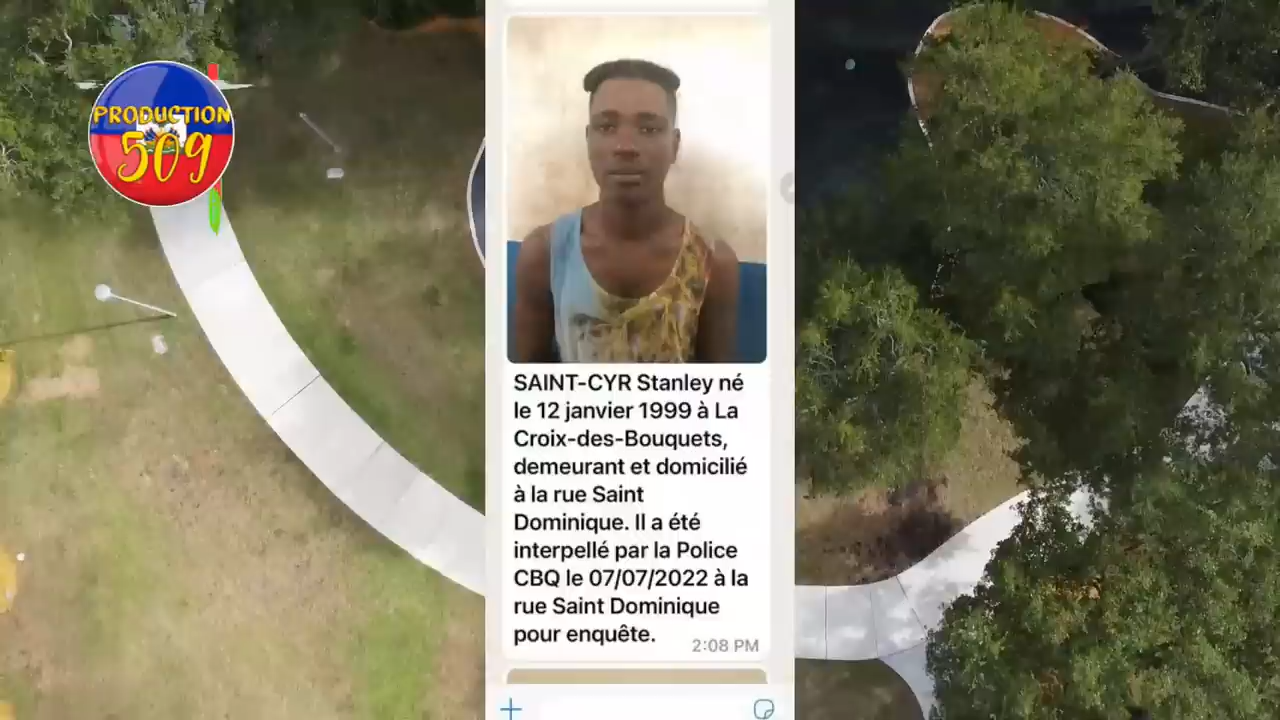 PRODUCTION
509
SAINT-CYR Stanley né
le 12 janvier 1999 à La
Croix-des-Bouquets,
demeurant et domicilié
à la rue Saint
Dominique. Il a été
interpellé par la Police
CBQ le 07/07/2022 à la
rue Saint Dominique
pour enquête.
2:08 PM